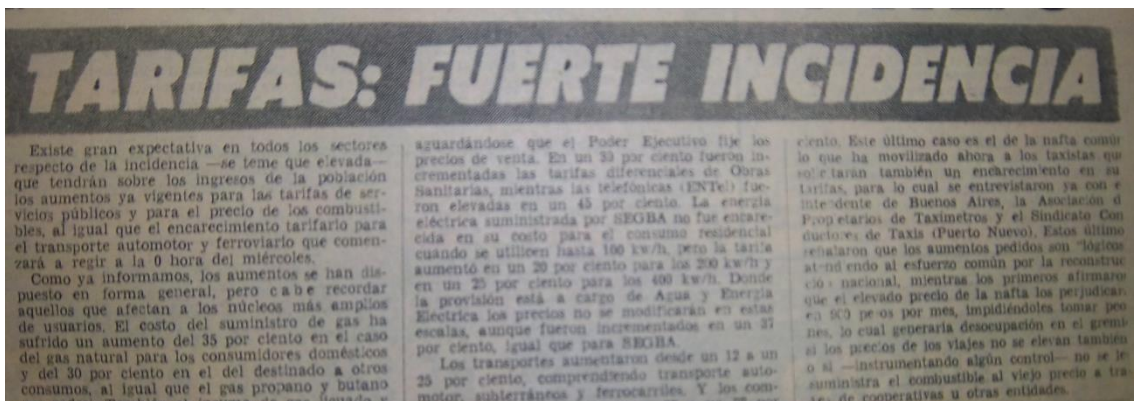 TARIFAS: FUERTE INCIDENCIA
Existe gran expectativa en todos los sectores
respecto de la incidencia —se teme que elevada—
que tendrán sobre los ingresos de la población
los aumentos ya vigentes para las tarifas de ser-
vicios públicos y para el precio de los combusti-
bles, al igual que el encarecimiento tarifario para
el transporte automotor y ferroviario que comen-
zará a regir a la 0 hora del miércoles.
Como ya informamos, los aumentos se han dis-
puesto en forma general, pero cabe recordar
aquellos que afectan a los núcleos más amplios
de usuarios. El costo del suministro de gas ha
sufrido un aumento del 35 por ciento en el caso
del gas natural para los consumidores domésticos
y del 30 por ciento en el del destinado a otros
consumos, al igual que el gas propano y butano
aguardándose que el Poder Ejecutivo fije los
precios de venta. En un 33 por ciento fueron in-
crementadas las tarifas diferenciales de Obras
Sanitarias, mientras las telefónicas (ENTel) fue-
ron elevadas en un 45 por ciento. La energía
eléctrica suministrada por SEGBA no fue encare-
cida en su costo para el consumo residencial
cuando se utilicen hasta 100 kw/h, pero la tarifa
aumentó en un 20 por ciento para los 200 kw/h y
en un 25 por ciento para los 400 kw/h. Donde
la provisión está a cargo de Agua y Energía
Eléctrica los precios no se modificarán en estas
escalas, aunque fueron incrementados en un 37
por ciento, igual que para SEGBA.
Los transportes aumentaron desde un 12 a un
25 por ciento, comprendiendo transporte auto-
motor, subterráneos y ferrocarriles. Y los com-
ciento. Este último caso es el de la nafta común
lo que ha movilizado ahora a los taxistas que
solicitarán también un encarecimiento en su
tarifas, para lo cual se entrevistaron ya con e
intendente de Buenos Aires, la Asociación d
Propietarios de Taxímetros y el Sindicato Con
ductores de Taxis (Puerto Nuevo). Estos último
señalaron que los aumentos pedidos son "lógicos
atendiendo al esfuerzo común por la reconstruc
ción nacional, mientras los primeros afirmaron
que el elevado precio de la nafta los perjudicar
en 900 pesos por mes, impidiéndoles tomar peo
nes, lo cual generaría desocupación en el gremi
si los precios de los viajes no se elevan también
o si —instrumentando algún control— no se le
suministra el combustible al viejo precio a tra
de cooperativas u otras entidades.